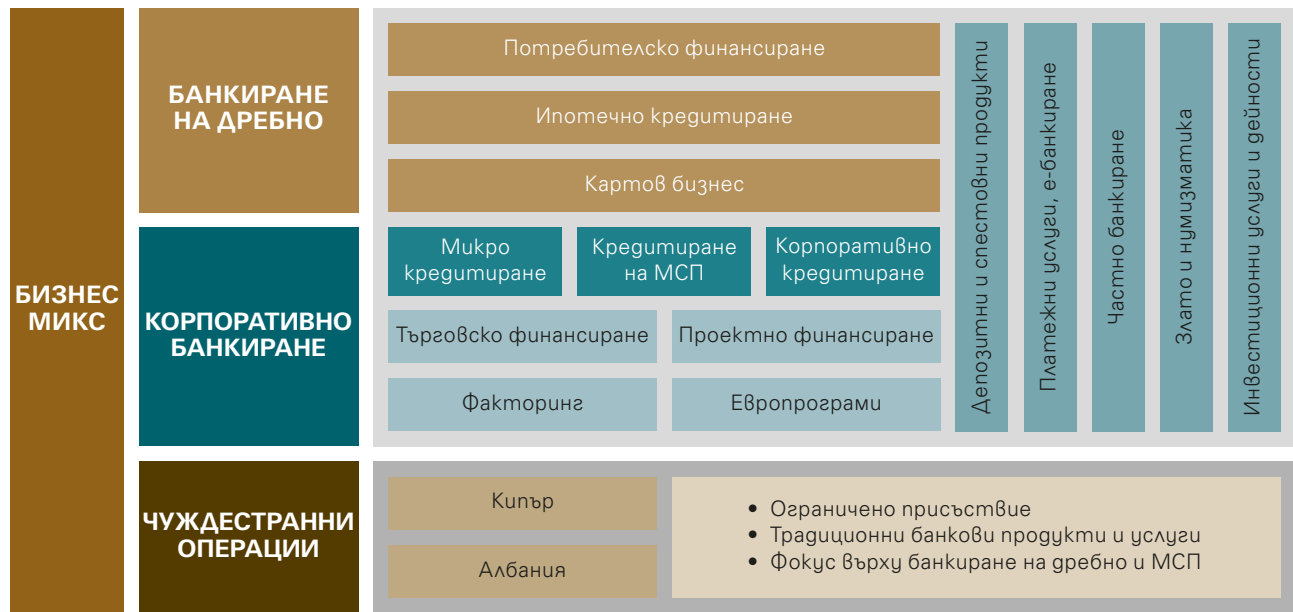 БИЗНЕС
МИКС
БАНКИРАНЕ
НА ДРЕБНО
Потребителско финансиране
Ипотечно кредитиране
Картов бизнес
КОРПОРАТИВНО
БАНКИРАНЕ
Микро
кредитиране
Кредитиране
на МСП
Корпоративно
кредитиране
Търговско финансиране
Проектно финансиране
Факторинг
Европрограми
Депозитни и спестовни продукти
Платежни услуги, е-банкиране
Частно банкиране
Злато и нумизматика
Инвестиционни услуги и дейности
ЧУЖДЕСТРАННИ
ОПЕРАЦИИ
Кипър
Албания
• Ограничено присъствие
• Традиционни банкови продукти и услуги
• Фокус върху банкиране на дребно и МСП